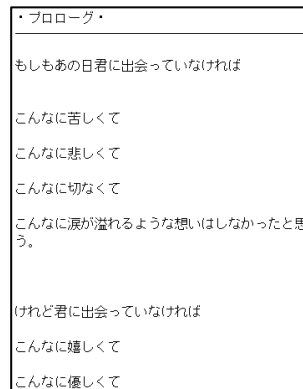 ・プロローグ・
もしもあの日君に出会っていなければ
こんなに苦しくて
こんなに悲しくて
こんなに切なくて
こんなに涙が溢れるような想いはしなかったと思
う。
けれど君に出会っていなければ
こんなに嬉しくて
こんなに優しくて